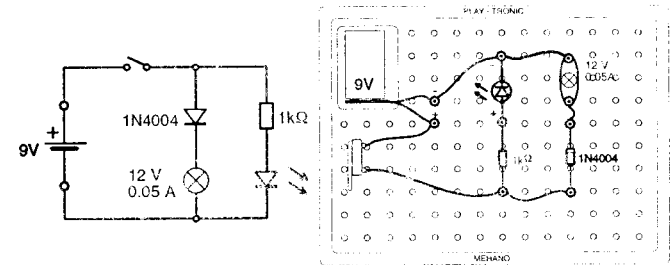 +
9V
1N4004
12 V
0.05 A
1kΩ
PLAY - TRONIC
9V
-
+
-
+
1kΩ
12 V
0.05A
1N4004
MEHANO